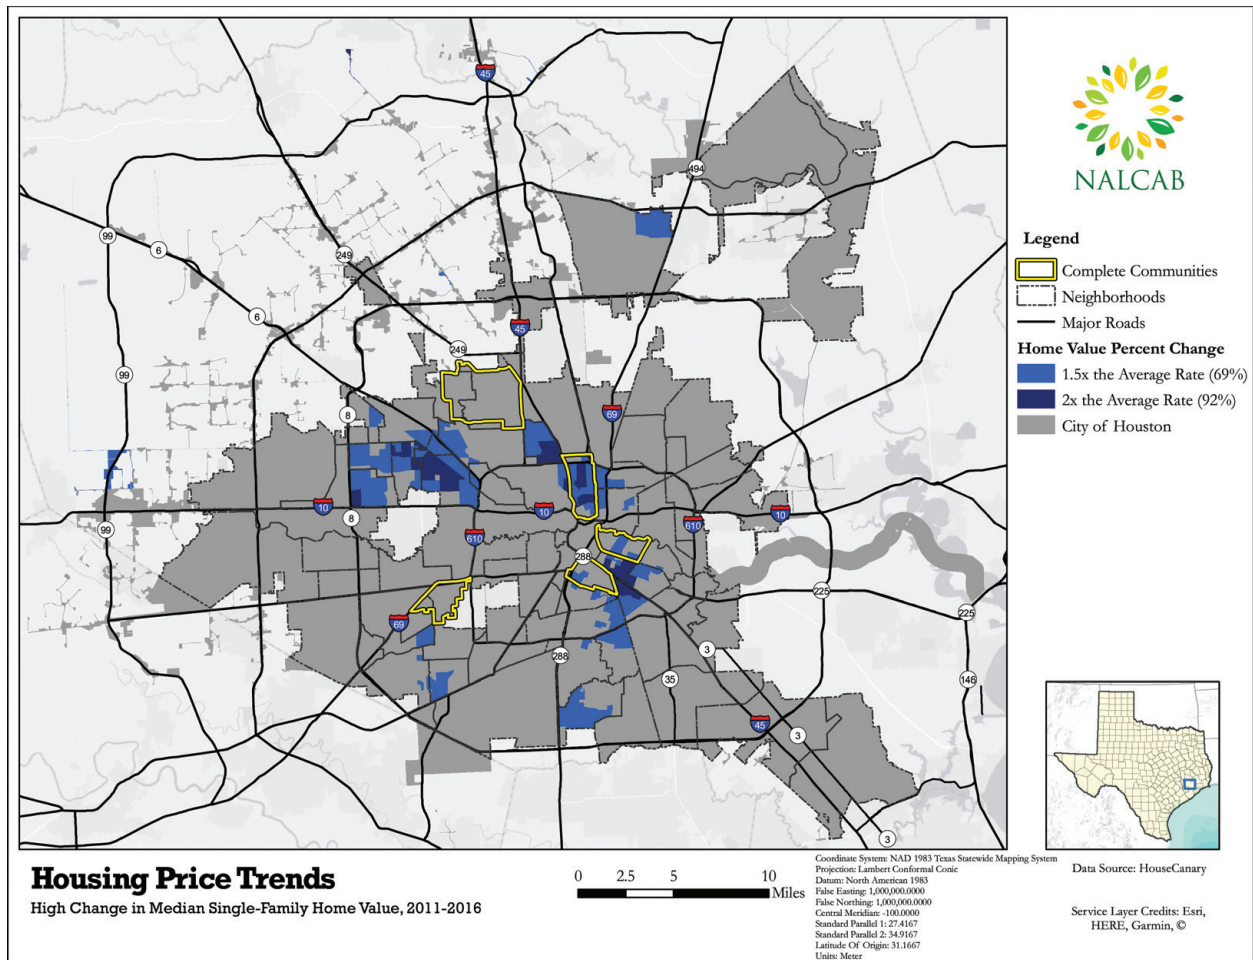 45
494
99
6
249
6
45
249
99
8
69
10
10
10
99
8
610
610
288
225
69
225
3
288
35
146
45
3
3
NALCAB
Legend
Complete Communities
Neighborhoods
Major Roads
Home Value Percent Change
1.5x the Average Rate (69%)
2x the Average Rate (92%)
City of Houston
Housing Price Trends
High Change in Median Single-Family Home Value, 2011-2016
0 2.5 5 10
Miles
Coordinate System: NAD 1983 Texas Statewide Mapping System
Projection: Lambert Conformal Conic
Datum: North American 1983
False Easting: 1,000,000.0000
False Northing: 1,000,000.0000
Central Meridian: -100.0000
Standard Parallel 1: 27.4167
Standard Parallel 2: 34.9167
Latitude Of Origin: 31.1667
Units: Meter
Data Source: HouseCanary
Service Layer Credits: Esri,
HERE, Garmin, ©